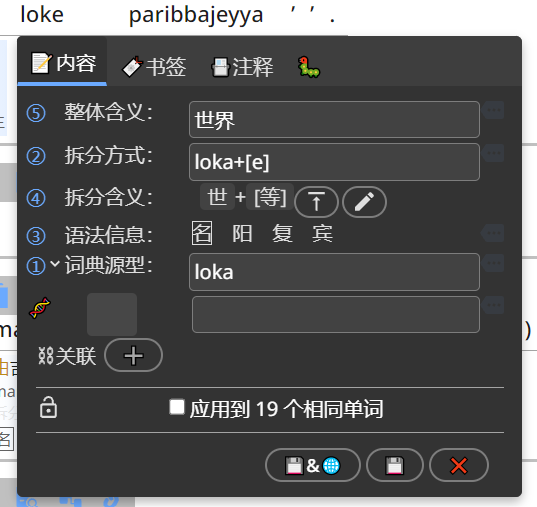 loke paribbajeyya ’ ’ .
内容 书签 注释
⑤ 整体含义： 世界
② 拆分方式： loka+[e]
④ 拆分含义： 世 + [等]
③ 语法信息： 名 阳 复 宾
① 词典源型： loka
关联
应用到 19 个相同单词
&